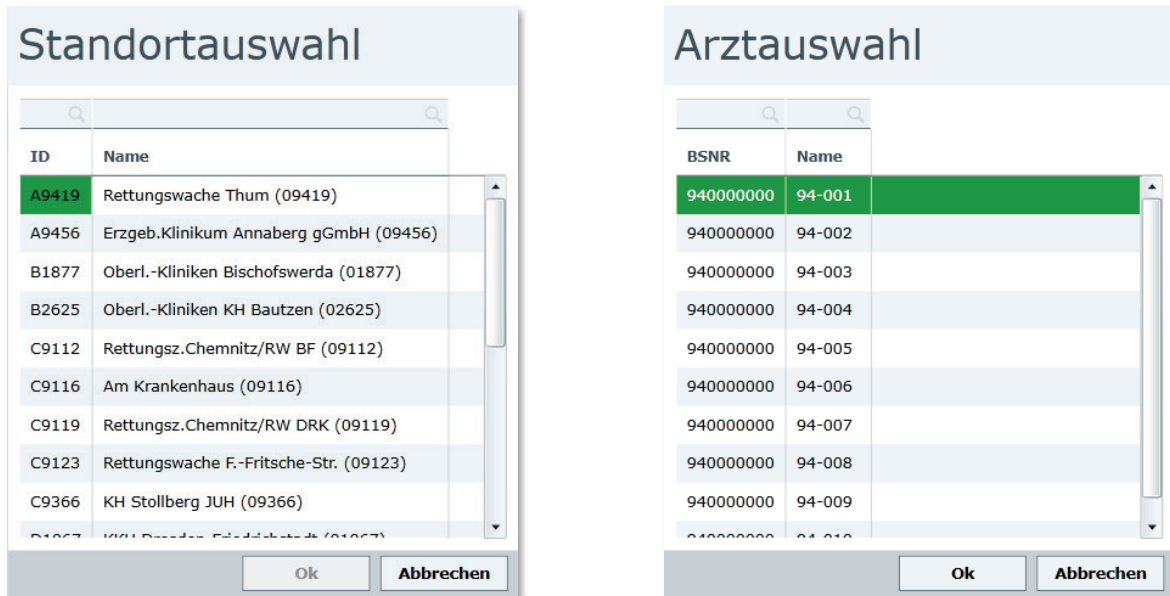 Standortauswahl
ID Name
A9419 Rettungswache Thum (09419)
A9456 Erzgeb.Klinikum Annaberg gGmbH (09456)
B1877 Oberl.-Kliniken Bischofswerda (01877)
B2625 Oberl.-Kliniken KH Bautzen (02625)
C9112 Rettungsz.Chemnitz/RW BF (09112)
C9116 Am Krankenhaus (09116)
C9119 Rettungsz.Chemnitz/RW DRK (09119)
C9123 Rettungswache F.-Fritsche-Str. (09123)
C9366 KH Stollberg JUH (09366)
Ok Abbrechen
Arztauswahl
BSNR Name
940000000 94-001
940000000 94-002
940000000 94-003
940000000 94-004
940000000 94-005
940000000 94-006
940000000 94-007
940000000 94-008
940000000 94-009
Ok Abbrechen